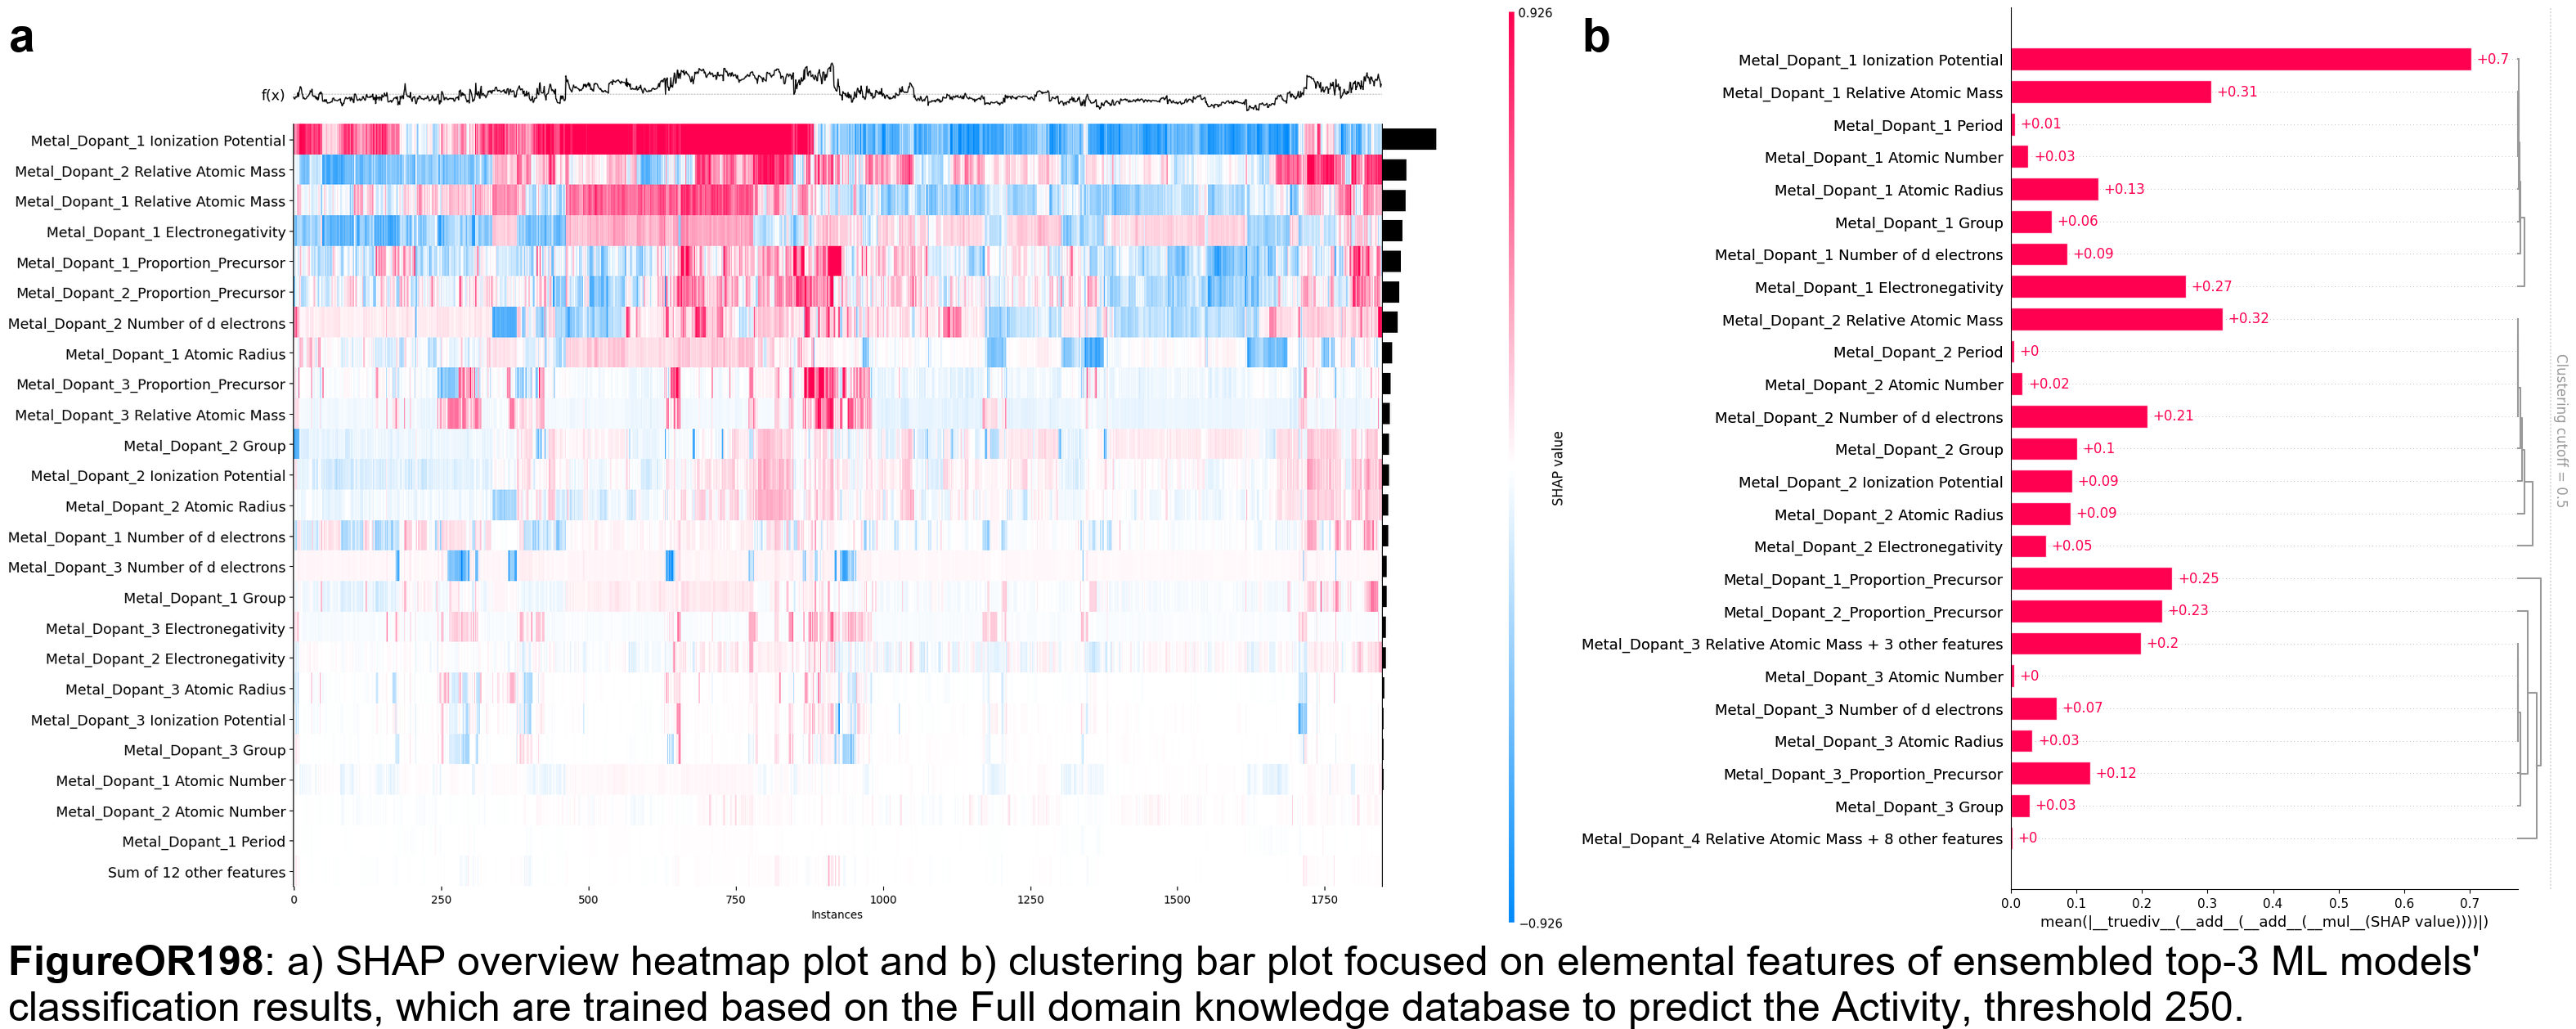 a
f(x)
Metal_Dopant_1 Ionization Potential
Metal_Dopant_2 Relative Atomic Mass
Metal_Dopant_1 Relative Atomic Mass
Metal_Dopant_1 Electronegativity
Metal_Dopant_1_Proportion_Precursor
Metal_Dopant_2_Proportion_Precursor
Metal_Dopant_2 Number of d electrons
Metal_Dopant_1 Atomic Radius
Metal_Dopant_3_Proportion_Precursor
Metal_Dopant_3 Relative Atomic Mass
Metal_Dopant_2 Group
Metal_Dopant_2 Ionization Potential
Metal_Dopant_2 Atomic Radius
Metal_Dopant_1 Number of d electrons
Metal_Dopant_3 Number of d electrons
Metal_Dopant_1 Group
Metal_Dopant_3 Electronegativity
Metal_Dopant_2 Electronegativity
Metal_Dopant_3 Atomic Radius
Metal_Dopant_3 Ionization Potential
Metal_Dopant_3 Group
Metal_Dopant_1 Atomic Number
Metal_Dopant_2 Atomic Number
Metal_Dopant_1 Period
Sum of 12 other features
0 250 500 750 1000 1250 1500 1750
Instances
0.926
SHAP value
−0.926
b
Metal_Dopant_1 Ionization Potential +0.7
Metal_Dopant_1 Relative Atomic Mass +0.31
Metal_Dopant_1 Period +0.01
Metal_Dopant_1 Atomic Number +0.03
Metal_Dopant_1 Atomic Radius +0.13
Metal_Dopant_1 Group +0.06
Metal_Dopant_1 Number of d electrons +0.09
Metal_Dopant_1 Electronegativity +0.27
Metal_Dopant_2 Relative Atomic Mass +0.32
Metal_Dopant_2 Period +0
Metal_Dopant_2 Atomic Number +0.02
Metal_Dopant_2 Number of d electrons +0.21
Metal_Dopant_2 Group +0.1
Metal_Dopant_2 Ionization Potential +0.09
Metal_Dopant_2 Atomic Radius +0.09
Metal_Dopant_2 Electronegativity +0.05
Metal_Dopant_1_Proportion_Precursor +0.25
Metal_Dopant_2_Proportion_Precursor +0.23
Metal_Dopant_3 Relative Atomic Mass + 3 other features +0.2
Metal_Dopant_3 Atomic Number +0
Metal_Dopant_3 Number of d electrons +0.07
Metal_Dopant_3 Atomic Radius +0.03
Metal_Dopant_3_Proportion_Precursor +0.12
Metal_Dopant_3 Group +0.03
Metal_Dopant_4 Relative Atomic Mass + 8 other features +0
0.0 0.1 0.2 0.3 0.4 0.5 0.6 0.7
mean(|__truediv__(__add__(__add__(__mul__(SHAP value))))|)
Clustering cutoff = 0.5
FigureOR198: a) SHAP overview heatmap plot and b) clustering bar plot focused on elemental features of ensembled top-3 ML models'
classification results, which are trained based on the Full domain knowledge database to predict the Activity, threshold 250.